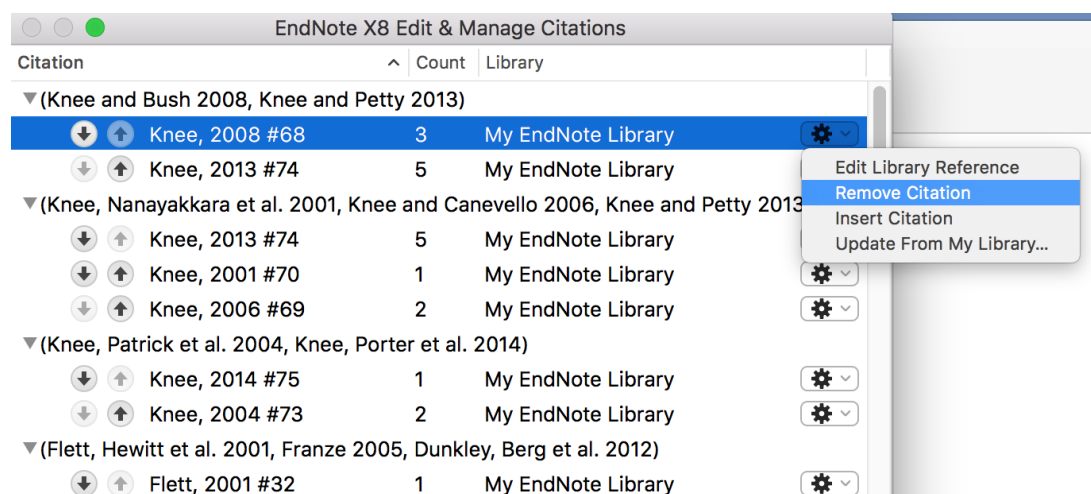 EndNote X8 Edit & Manage Citations
Citation Count Library
(Knee and Bush 2008, Knee and Petty 2013)
Knee, 2008 #68 3 My EndNote Library
Knee, 2013 #74 5 My EndNote Library
Edit Library Reference
Remove Citation
Insert Citation
Update From My Library...
(Knee, Nanayakkara et al. 2001, Knee and Canevello 2006, Knee and Petty 2013
Knee, 2013 #74 5 My EndNote Library
Knee, 2001 #70 1 My EndNote Library
Knee, 2006 #69 2 My EndNote Library
(Knee, Patrick et al. 2004, Knee, Porter et al. 2014)
Knee, 2014 #75 1 My EndNote Library
Knee, 2004 #73 2 My EndNote Library
(Flett, Hewitt et al. 2001, Franze 2005, Dunkley, Berg et al. 2012)
Flett, 2001 #32 1 My EndNote Library